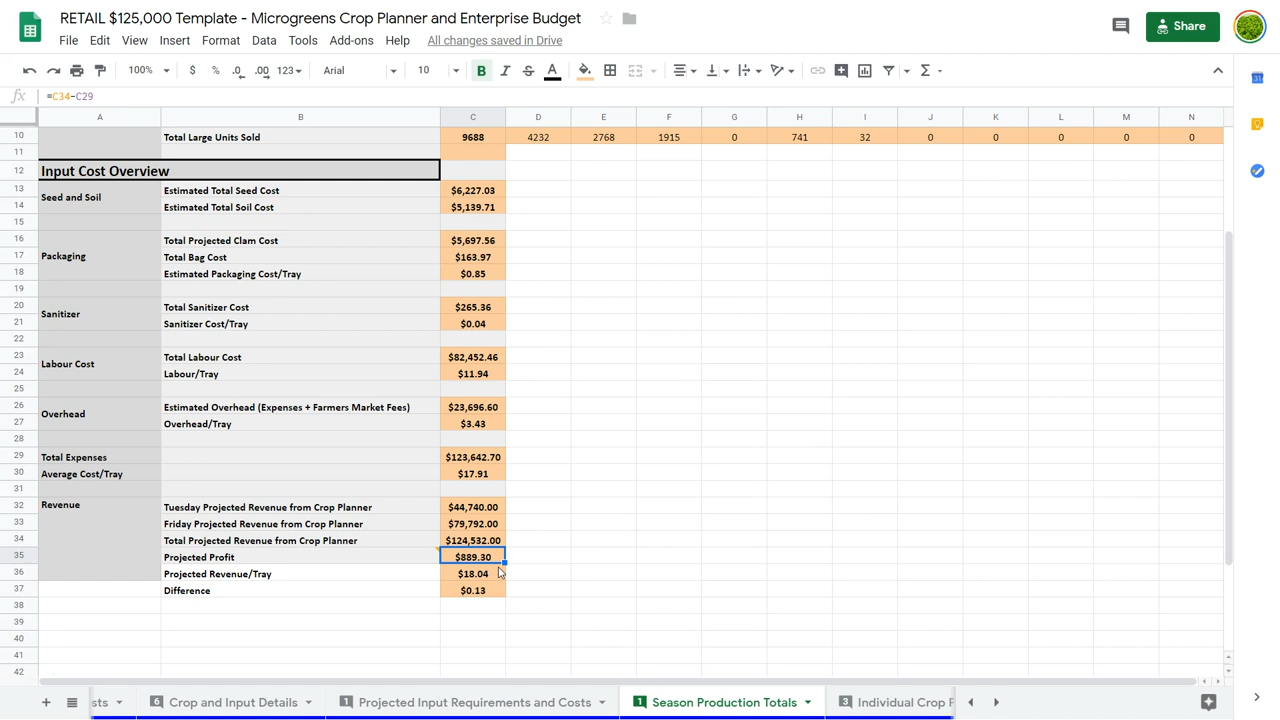 RETAIL $125,000 Template - Microgreens Crop Planner and Enterprise Budget
File Edit View Insert Format Data Tools Add-ons Help All changes saved in Drive
Share
100% $ % .0 .00 123 Arial 10 B I S A
fx =C34-C29
A B C D E F G H I J K L M N
10 Total Large Units Sold 9688 4232 2768 1915 0 741 32 0 0 0 0 0
11
12 Input Cost Overview
13 Estimated Total Seed Cost $6,227.03
Seed and Soil
14 Estimated Total Soil Cost $5,139.71
15
16 Total Projected Clam Cost $5,697.56
17 Packaging Total Bag Cost $163.97
18 Estimated Packaging Cost/Tray $0.85
19
20 Total Sanitizer Cost $265.36
Sanitizer
21 Sanitizer Cost/Tray $0.04
22
23 Total Labour Cost $82,452.46
Labour Cost
24 Labour/Tray $11.94
25
26 Estimated Overhead (Expenses + Farmers Market Fees) $23,696.60
Overhead
27 Overhead/Tray $3.43
28
29 Total Expenses $123,642.70
30 Average Cost/Tray $17.91
31
32 Revenue Tuesday Projected Revenue from Crop Planner $44,740.00
33 Friday Projected Revenue from Crop Planner $79,792.00
34 Total Projected Revenue from Crop Planner $124,532.00
35 Projected Profit $889.30
36 Projected Revenue/Tray $18.04
37 Difference $0.13
38
39
40
41
42
sts 6 Crop and Input Details 1 Projected Input Requirements and Costs 1 Season Production Totals 3 Individual Crop F